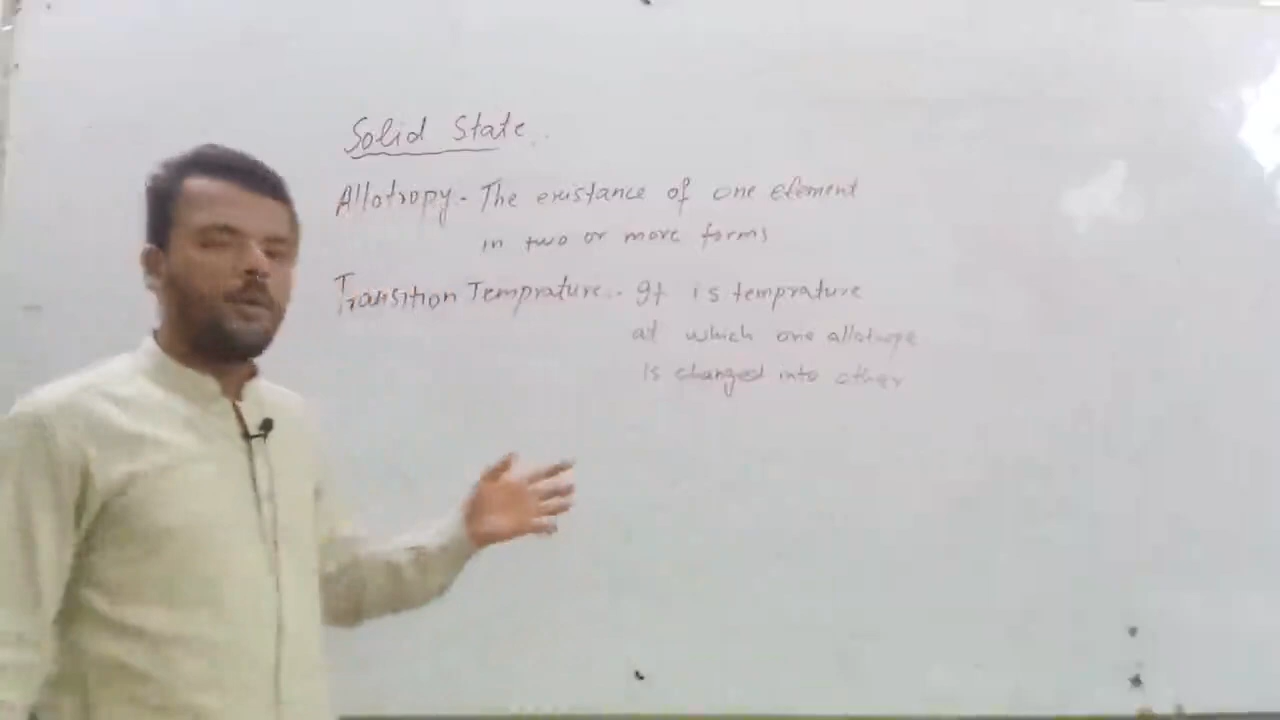 Solid State.
Allotropy - The existance of one element
in two or more forms
Transition Temprature.. It is temprature
at which one allotrope
is changed into other